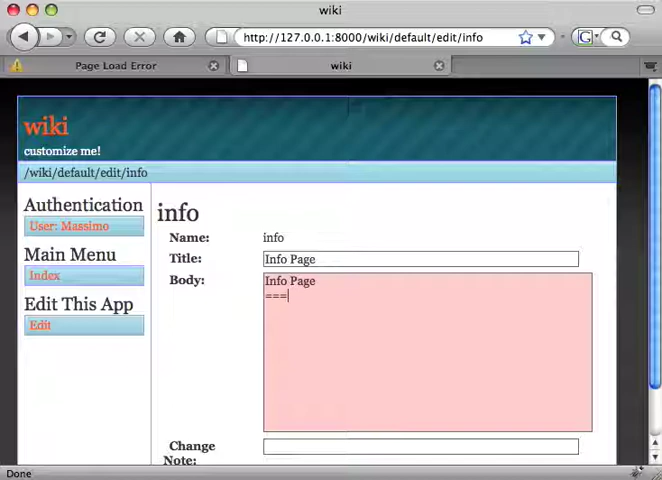 wiki
http://127.0.0.1:8000/wiki/default/edit/info
G
Page Load Error
wiki
wiki
customize me!
/wiki/default/edit/info
Authentication
User: Massimo
Main Menu
Index
Edit This App
Edit
info
Name: info
Title: Info Page
Body: Info Page
===
Change
Note:
Done